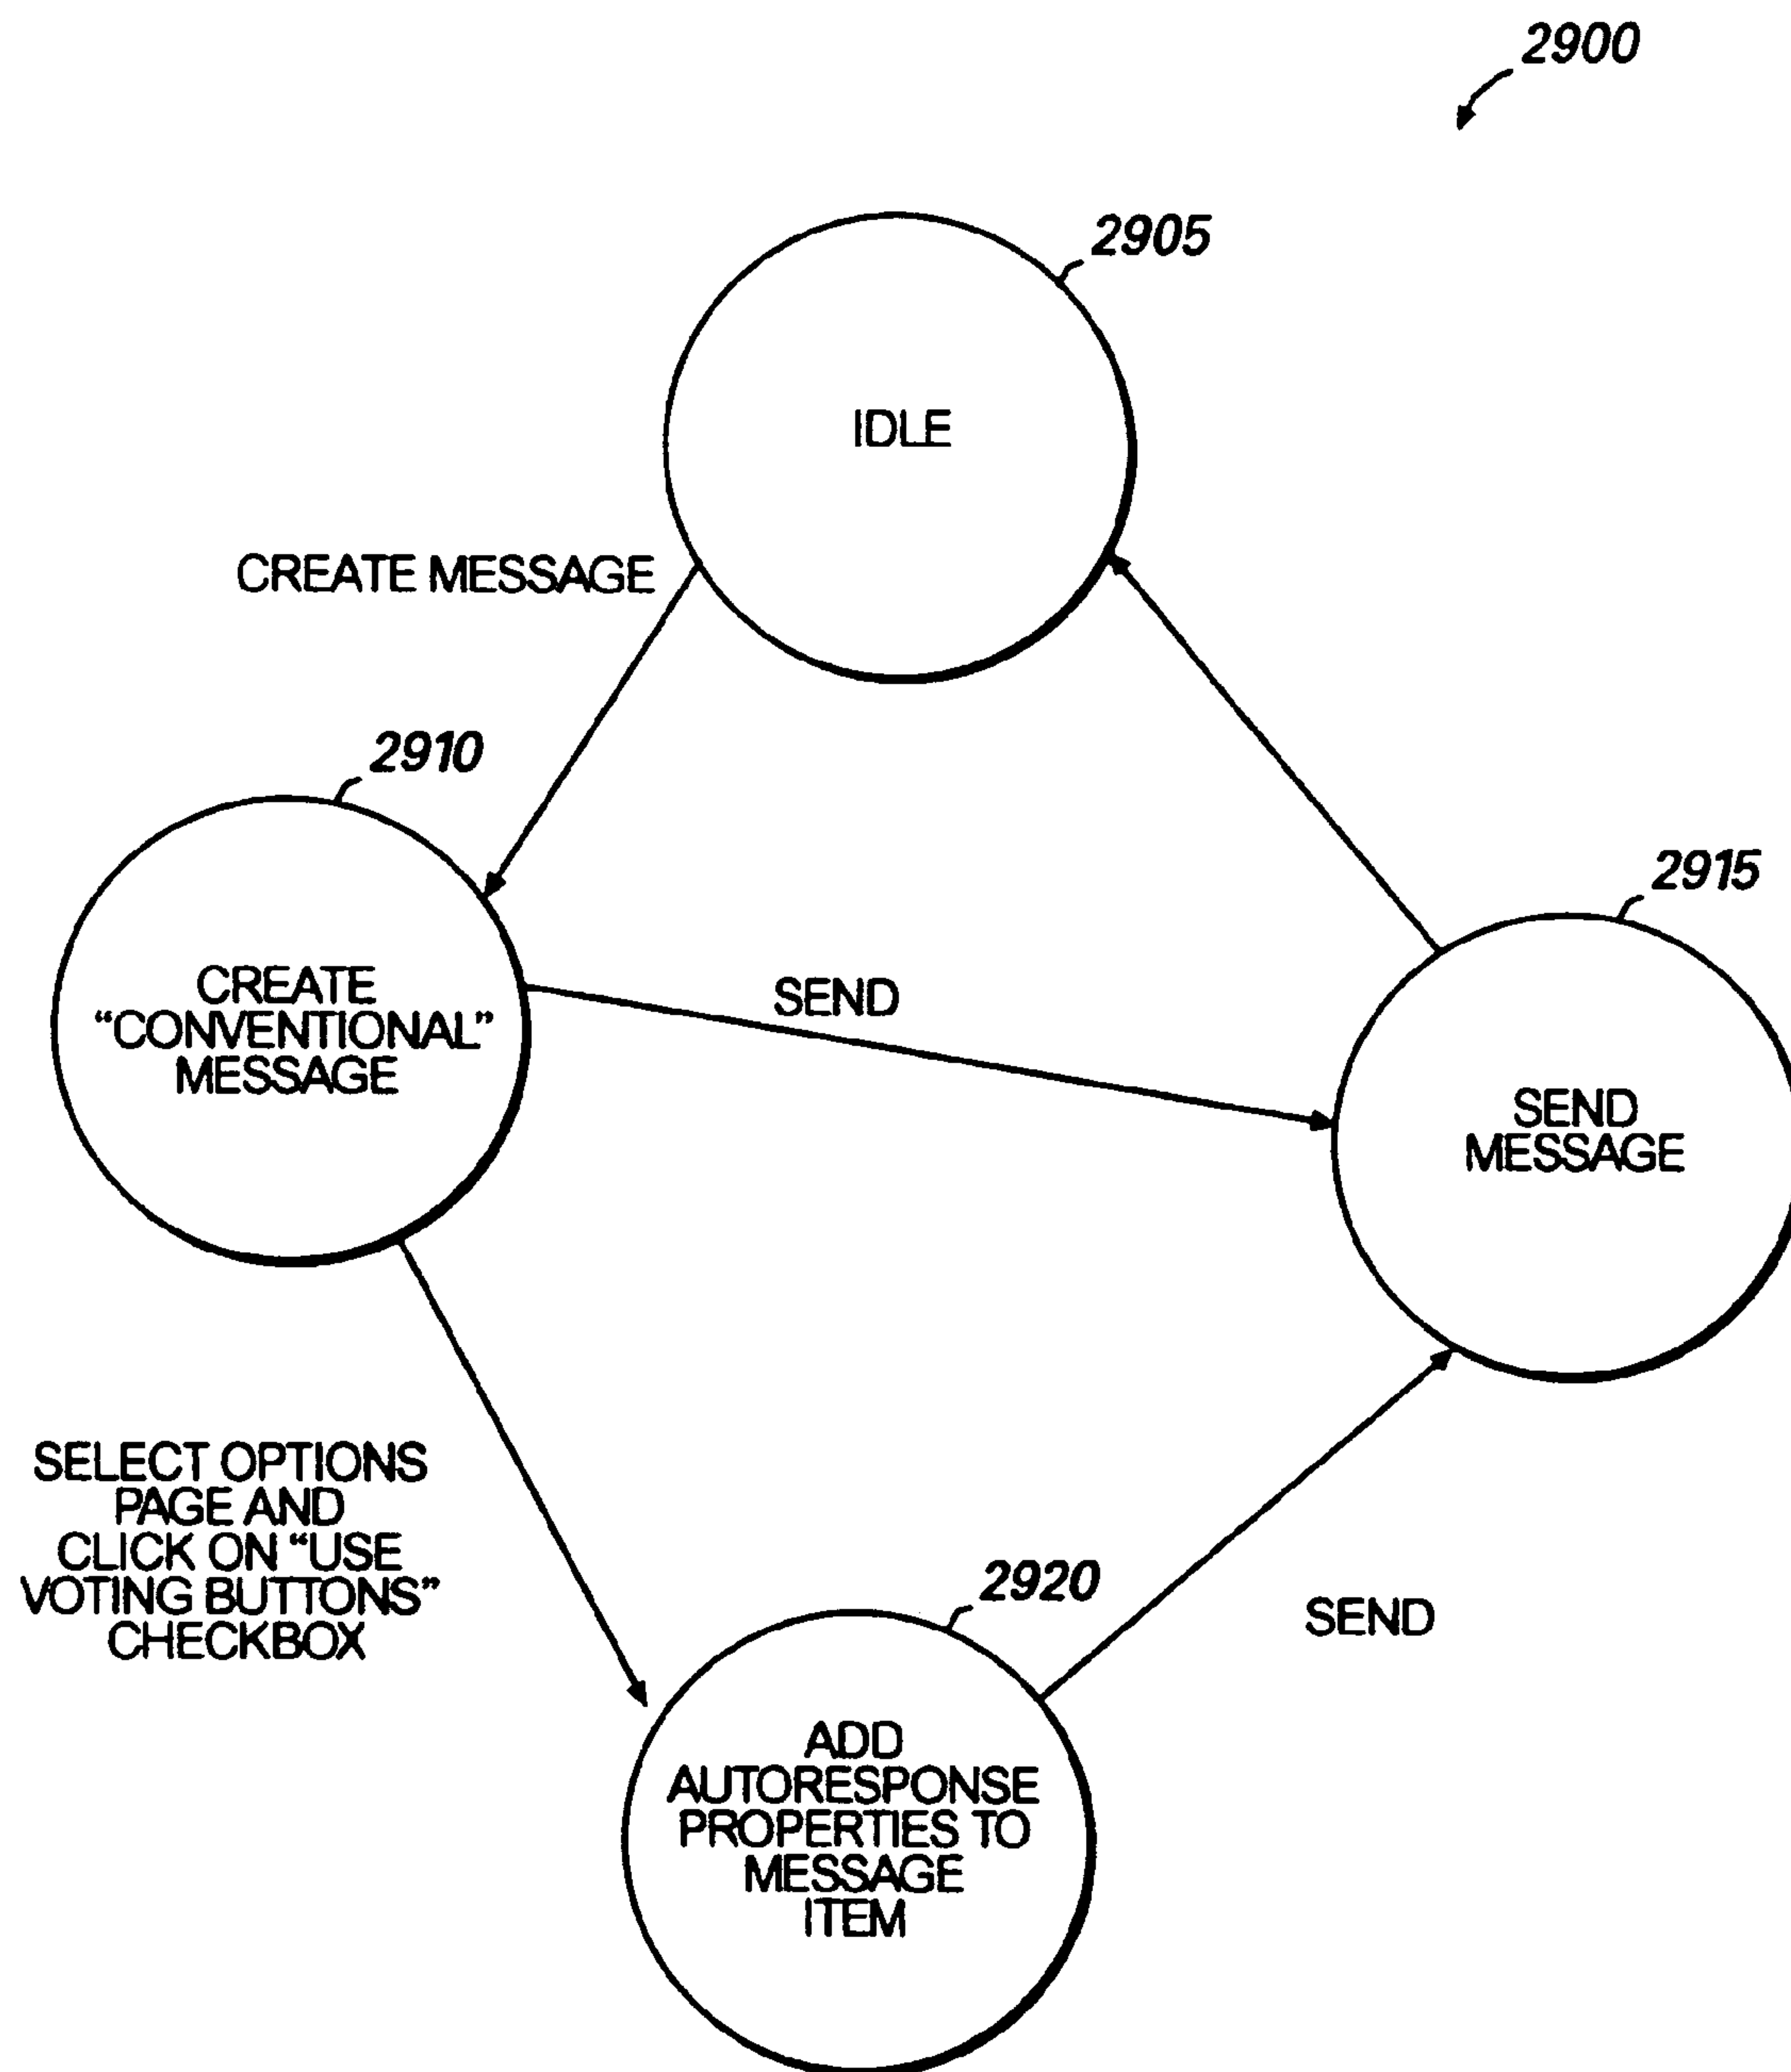 2900
2905
IDLE
CREATE MESSAGE
2910
2915
CREATE
“CONVENTIONAL”
MESSAGE
SEND
SEND
MESSAGE
SELECT OPTIONS
PAGE AND
CLICK ON “USE
VOTING BUTTONS”
CHECKBOX
2920
SEND
ADD
AUTORESPONSE
PROPERTIES TO
MESSAGE
ITEM